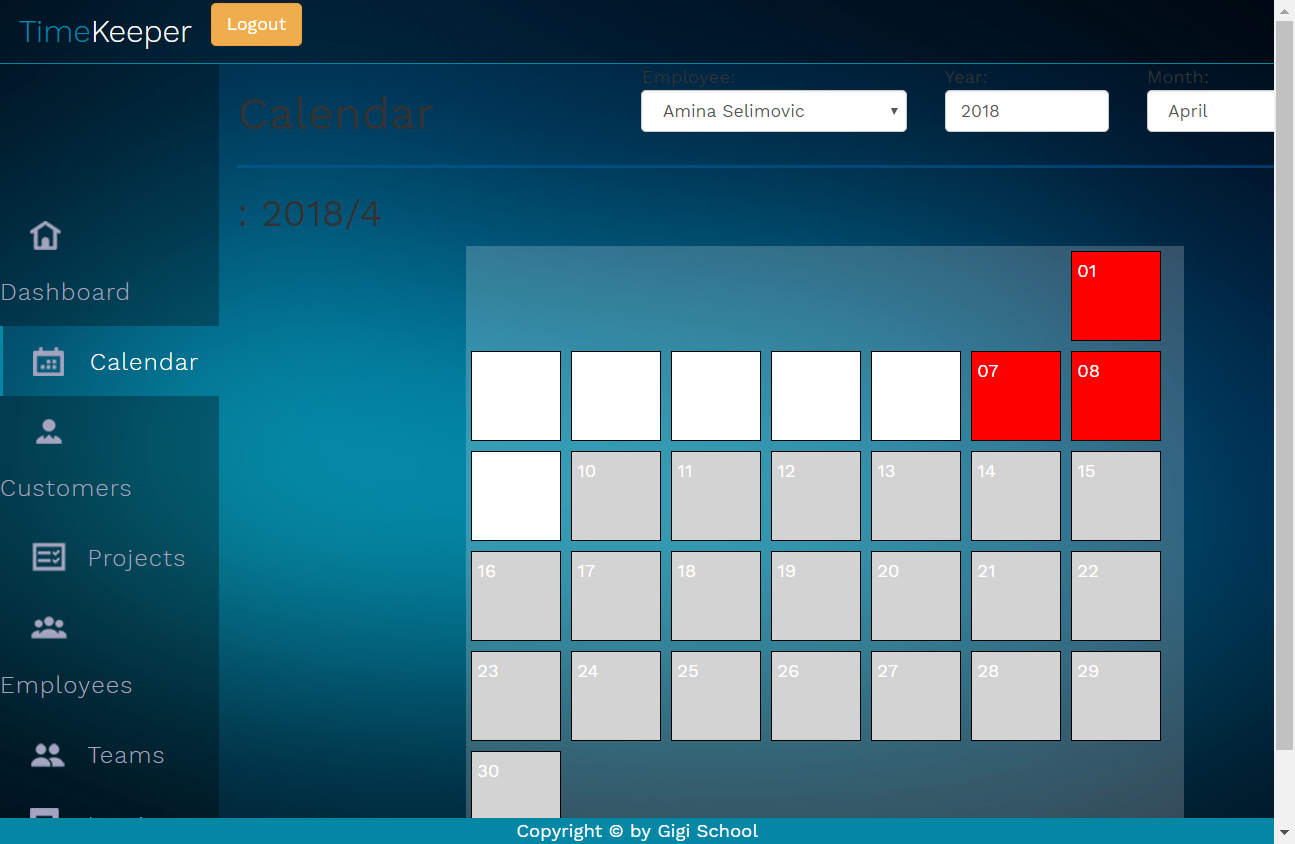 TimeKeeper Logout
Employee: Year: Month:
Calendar Amina Selimovic 2018 April
: 2018/4
Dashboard
Calendar
Customers
Projects
Employees
Teams
01
07 08
10 11 12 13 14 15
16 17 18 19 20 21 22
23 24 25 26 27 28 29
30
Copyright © by Gigi School